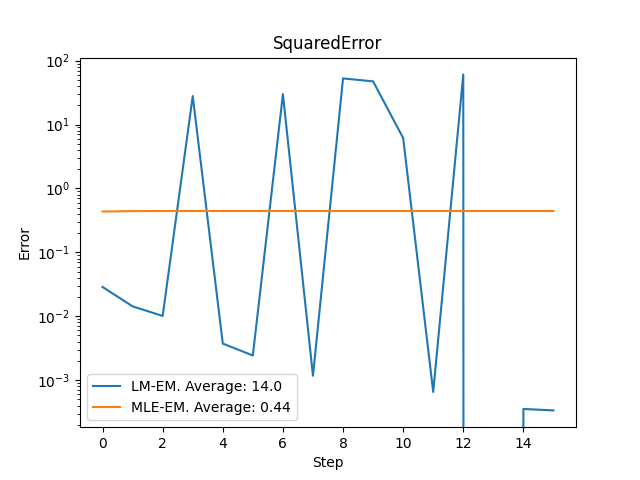 SquaredError
Error
10²
10¹
10⁰
10⁻¹
10⁻²
10⁻³
LM-EM. Average: 14.0
MLE-EM. Average: 0.44
0 2 4 6 8 10 12 14
Step